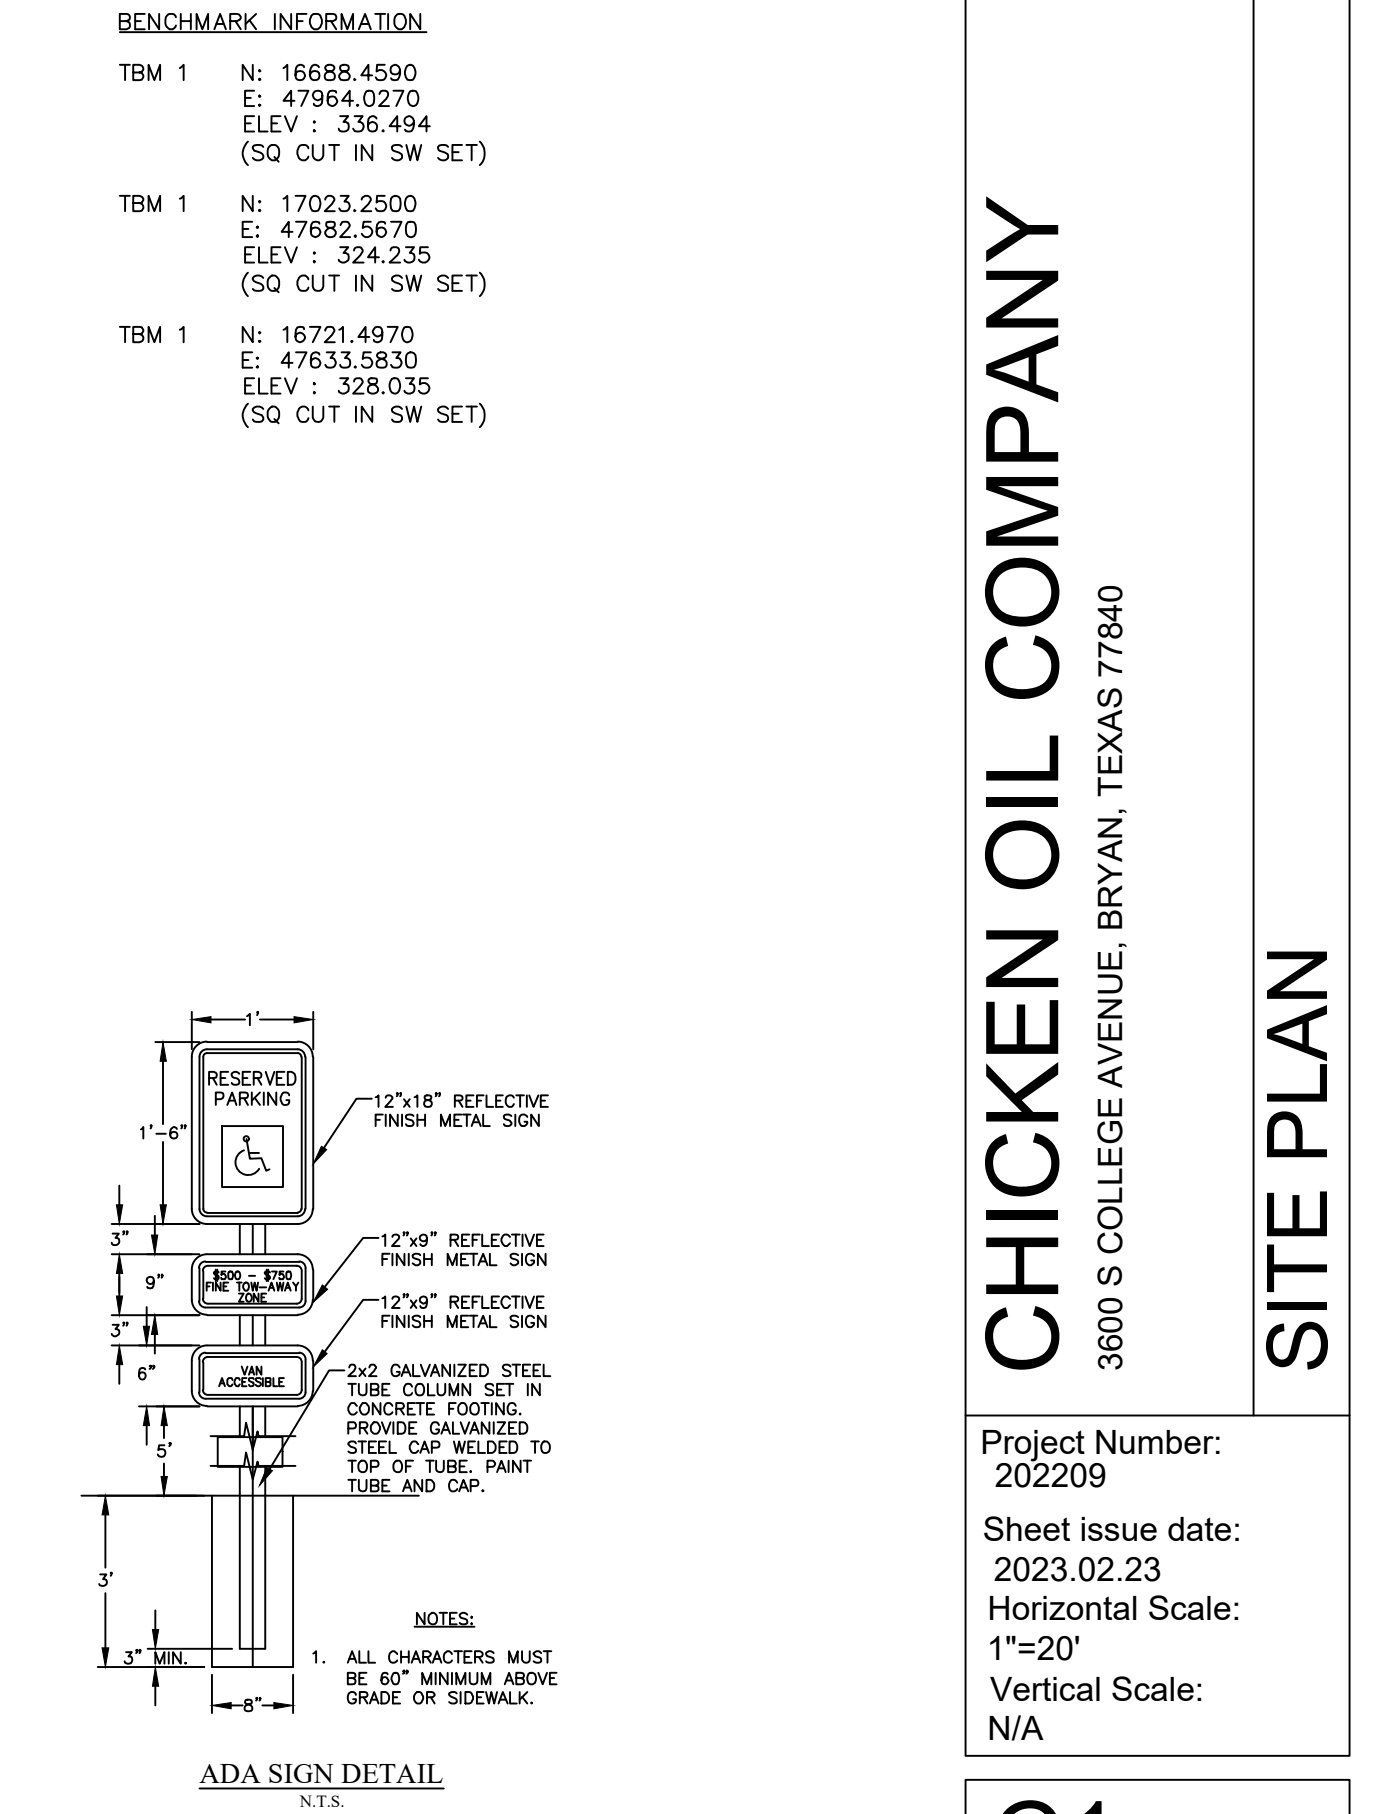 BENCHMARK INFORMATION
TBM 1 N: 16688.4590
E: 47964.0270
ELEV : 336.494
(SQ CUT IN SW SET)
TBM 1 N: 17023.2500
E: 47682.5670
ELEV : 324.235
(SQ CUT IN SW SET)
TBM 1 N: 16721.4970
E: 47633.5830
ELEV : 328.035
(SQ CUT IN SW SET)
1'
RESERVED
PARKING
1'-6"
12"x18" REFLECTIVE
FINISH METAL SIGN
3"
12"x9" REFLECTIVE
FINISH METAL SIGN
9"
$500 - $750
FINE TOW-AWAY
ZONE
12"x9" REFLECTIVE
FINISH METAL SIGN
3"
6"
VAN
ACCESSIBLE
2x2 GALVANIZED STEEL
TUBE COLUMN SET IN
CONCRETE FOOTING.
PROVIDE GALVANIZED
STEEL CAP WELDED TO
TOP OF TUBE. PAINT
TUBE AND CAP.
5'
3'
3" MIN.
8"
NOTES:
1. ALL CHARACTERS MUST
BE 60" MINIMUM ABOVE
GRADE OR SIDEWALK.
ADA SIGN DETAIL
N.T.S.
CHICKEN OIL COMPANY
3600 S COLLEGE AVENUE, BRYAN, TEXAS 77840
SITE PLAN
Project Number:
202209
Sheet issue date:
2023.02.23
Horizontal Scale:
1"=20'
Vertical Scale:
N/A